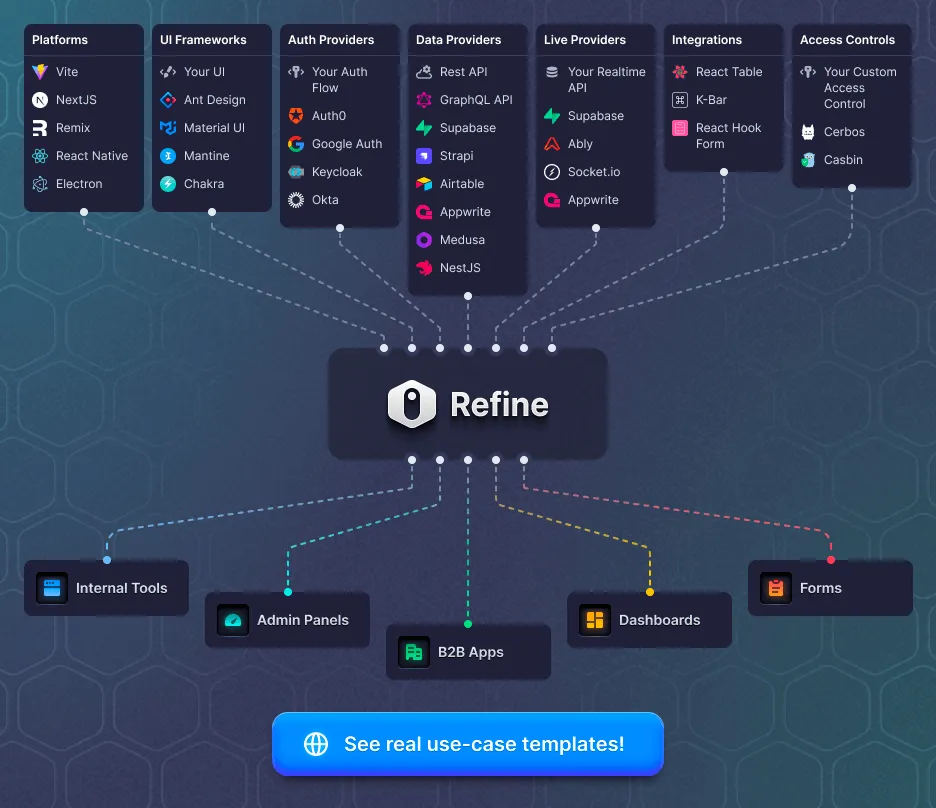 Platforms
Vite
NextJS
Remix
React Native
Electron
UI Frameworks
Your UI
Ant Design
Material UI
Mantine
Chakra
Auth Providers
Your Auth
Flow
Auth0
Google Auth
Keycloak
Okta
Data Providers
Rest API
GraphQL API
Supabase
Strapi
Airtable
Appwrite
Medusa
NestJS
Live Providers
Your Realtime
API
Supabase
Ably
Socket.io
Appwrite
Integrations
React Table
K-Bar
React Hook
Form
Access Controls
Your Custom
Access
Control
Cerbos
Casbin
Refine
Internal Tools
Admin Panels
B2B Apps
Dashboards
Forms
See real use-case templates!